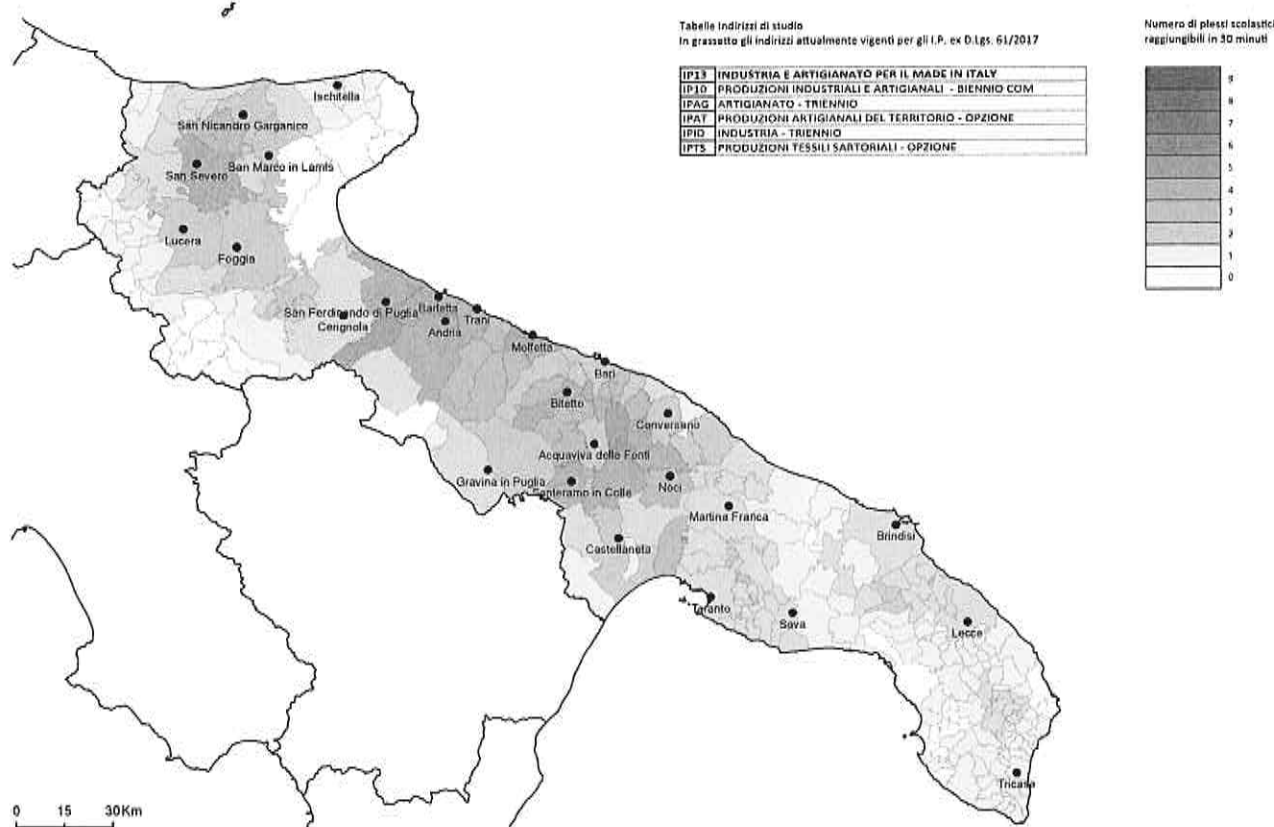 Tabelle Indirizzi di studio
In grassetto gli indirizzi attualmente vigenti per gli I.P. ex D.Lgs. 61/2017
IP13 INDUSTRIA E ARTIGIANATO PER IL MADE IN ITALY
IP10 PRODUZIONI INDUSTRIALI E ARTIGIANALI - BIENNIO COM
IPAG ARTIGIANATO - TRIENNIO
IPAT PRODUZIONI ARTIGIANALI DEL TERRITORIO - OPZIONE
IPID INDUSTRIA - TRIENNIO
IPTS PRODUZIONI TESSILI SARTORIALI - OPZIONE
Numero di plessi scolastici
raggiungibili in 30 minuti
9
8
7
6
5
4
3
2
1
0
Ischitella
San Nicandro Garganico
San Marco in Lamis
San Severo
Lucera
Foggia
San Ferdinando di Puglia
Cerignola
Barletta
Andria
Trani
Molfetta
Bari
Bitetto
Conversano
Acquaviva delle Fonti
Gravina in Puglia
Santeramo in Colle
Noci
Martina Franca
Castellaneta
Brindisi
Taranto
Sava
Lecce
Tricase
0 15 30Km